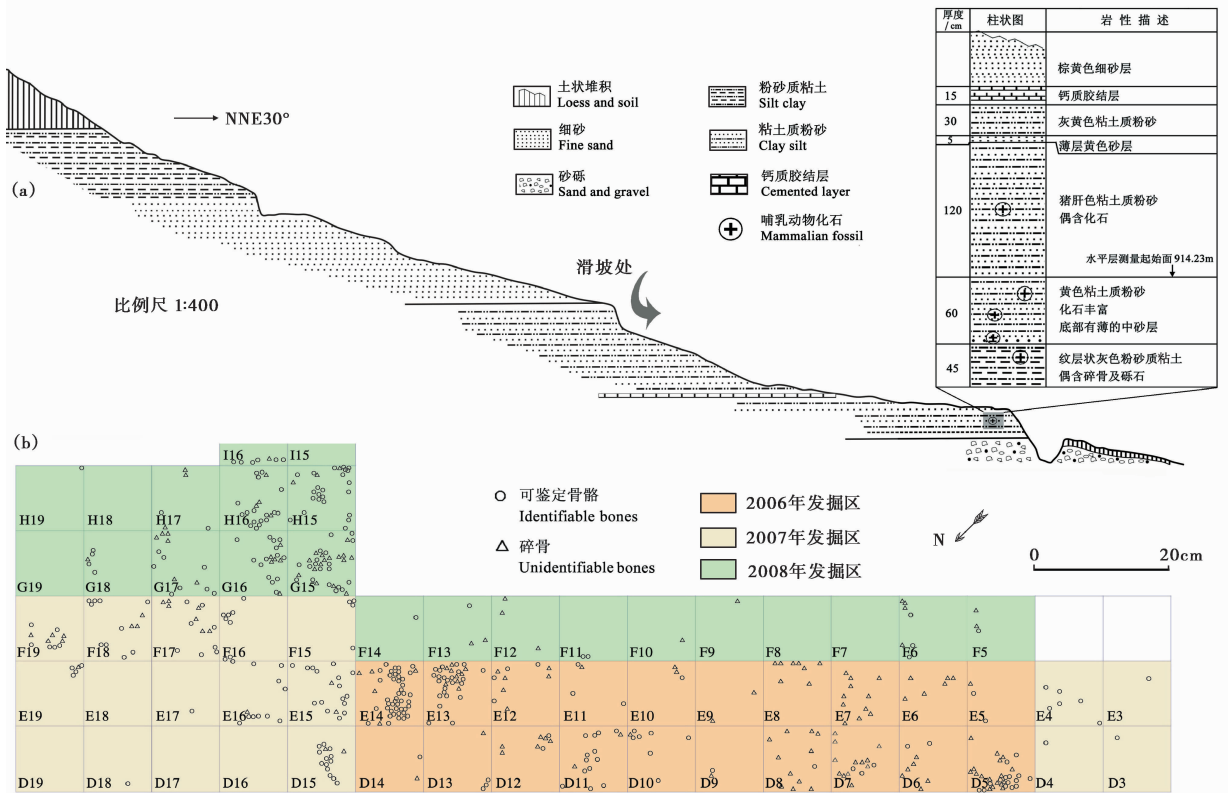 厚度/cm 柱状图 岩 性 描 述
棕黄色细砂层
15 钙质胶结层
30 灰黄色粘土质粉砂
5 薄层黄色砂层
120 猪肝色粘土质粉砂
偶含化石
水平层测量起始面 914.23m
60 黄色粘土质粉砂
化石丰富
底部有薄的中砂层
45 纹层状灰色粉砂质粘土
偶含碎骨及砾石
土状堆积
Loess and soil
粉砂质粘土
Silt clay
细砂
Fine sand
粘土质粉砂
Clay silt
砂砾
Sand and gravel
钙质胶结层
Cemented layer
哺乳动物化石
Mammalian fossil
NNE30°
(a)
滑坡处
比例尺 1:400
(b)
可鉴定骨骼
Identifiable bones
碎骨
Unidentifiable bones
2006年发掘区
2007年发掘区
2008年发掘区
N
0 20cm
I16 I15
H19 H18 H17 H16 H15
G19 G18 G17 G16 G15
F19 F18 F17 F16 F15 F14 F13 F12 F11 F10 F9 F8 F7 F6 F5
E19 E18 E17 E16 E15 E14 E13 E12 E11 E10 E9 E8 E7 E6 E5 E4 E3
D19 D18 D17 D16 D15 D14 D13 D12 D11 D10 D9 D8 D7 D6 D5 D4 D3